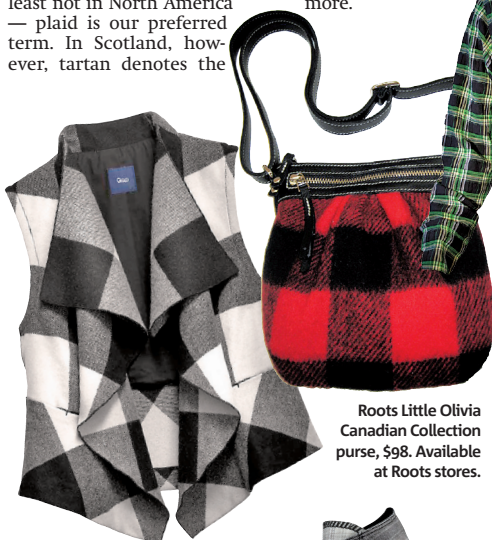 least not in North America
— plaid is our preferred
term. In Scotland, how-
ever, tartan denotes the
more.
Roots Little Olivia
Canadian Collection
purse, $98. Available
at Roots stores.